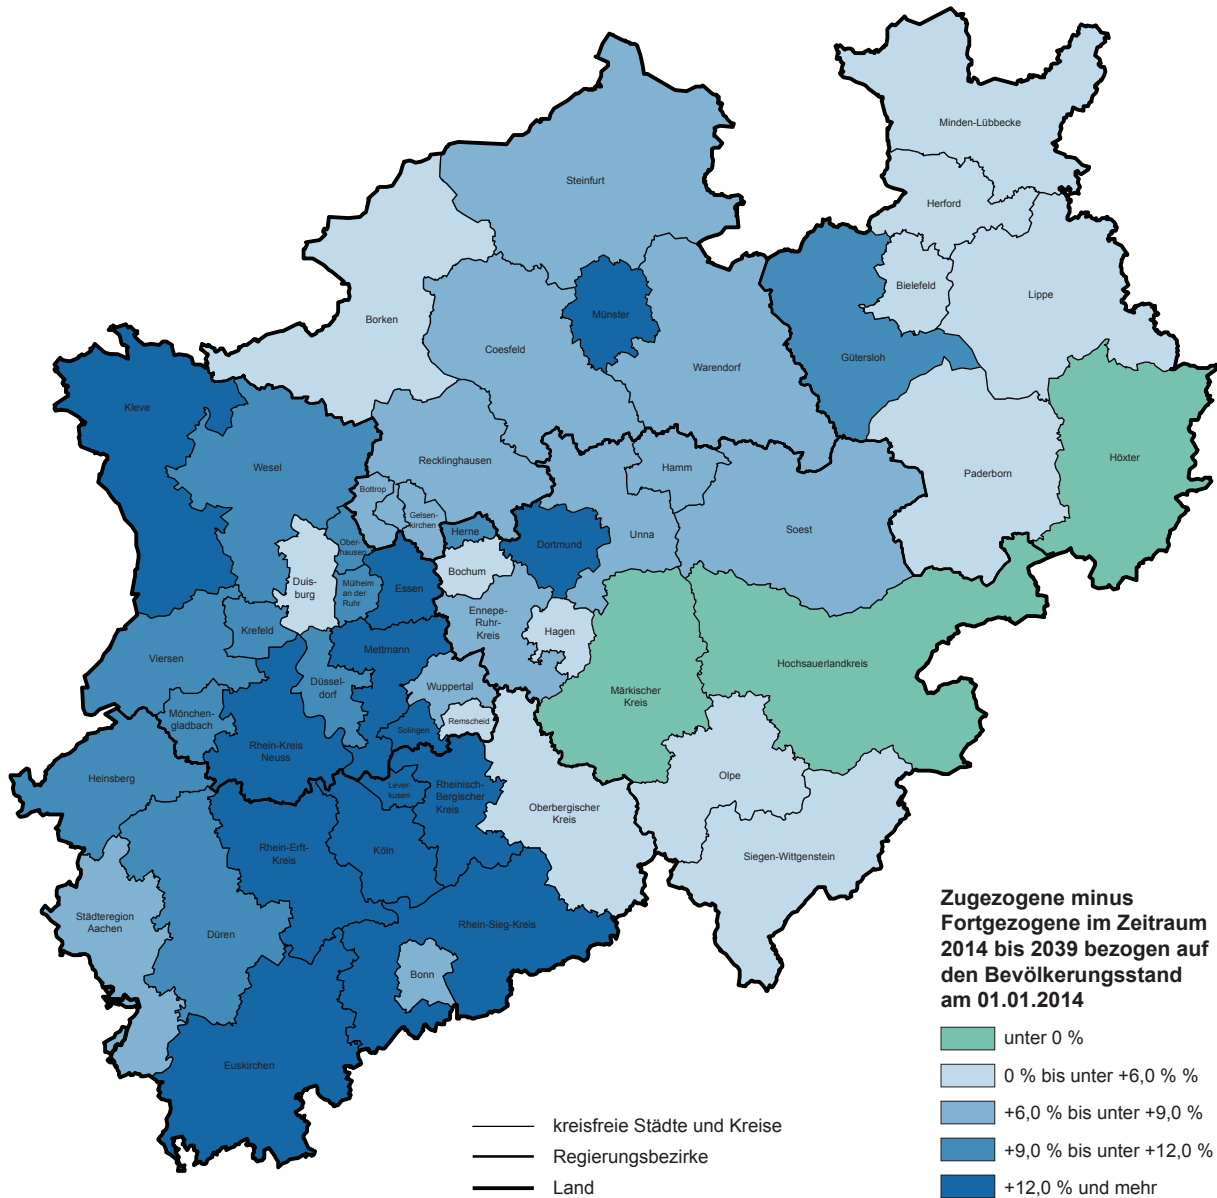 Minden-Lübbecke
Steinfurt
Herford
Bielefeld
Lippe
Münster
Borken
Coesfeld
Gütersloh
Warendorf
Kleve
Höxter
Recklinghausen
Hamm
Wesel
Paderborn
Bottrop
Gelsen-
kirchen
Soest
Herne
Unna
Dortmund
Ober-
hausen
Bochum
Duis-
burg
Mülheim
an der
Ruhr
Essen
Ennepe-
Ruhr-
Kreis
Hagen
Krefeld
Mettmann
Viersen
Hochsauerlandkreis
Düssel-
dorf
Wuppertal
Märkischer
Kreis
Mönchen-
gladbach
Remscheid
Solingen
Rhein-Kreis
Neuss
Heinsberg
Olpe
Lever-
kusen
Rheinisch-
Bergischer
Kreis
Oberbergischer
Kreis
Rhein-Erft-
Kreis
Köln
Siegen-Wittgenstein
Städteregion
Aachen
Düren
Rhein-Sieg-Kreis
Bonn
Euskirchen
Zugezogene minus
Fortgezogene im Zeitraum
2014 bis 2039 bezogen auf
den Bevölkerungsstand
am 01.01.2014
unter 0 %
0 % bis unter +6,0 % %
+6,0 % bis unter +9,0 %
+9,0 % bis unter +12,0 %
+12,0 % und mehr
kreisfreie Städte und Kreise
Regierungsbezirke
Land